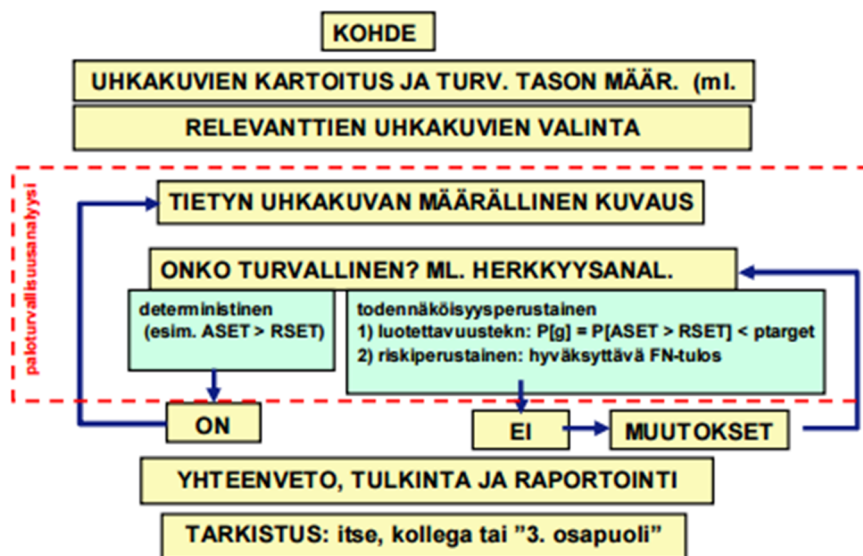 KOHDE
UHKAKUVIEN KARTOITUS JA TURV. TASON MÄÄR. (ml.
RELEVANTTIEN UHKAKUVIEN VALINTA
paloturvallisuusanalyysi
TIETYN UHKAKUVAN MÄÄRÄLLINEN KUVAUS
ONKO TURVALLINEN? ML. HERKKYYSANAL.
deterministinen
(esim. ASET > RSET)
todennäköisyysperustainen
1) luotettavuustekn: P[g] = P[ASET > RSET] < ptarget
2) riskiperustainen: hyväksyttävä FN-tulos
ON
EI
MUUTOKSET
YHTEENVETO, TULKINTA JA RAPORTOINTI
TARKISTUS: itse, kollega tai ”3. osapuoli”